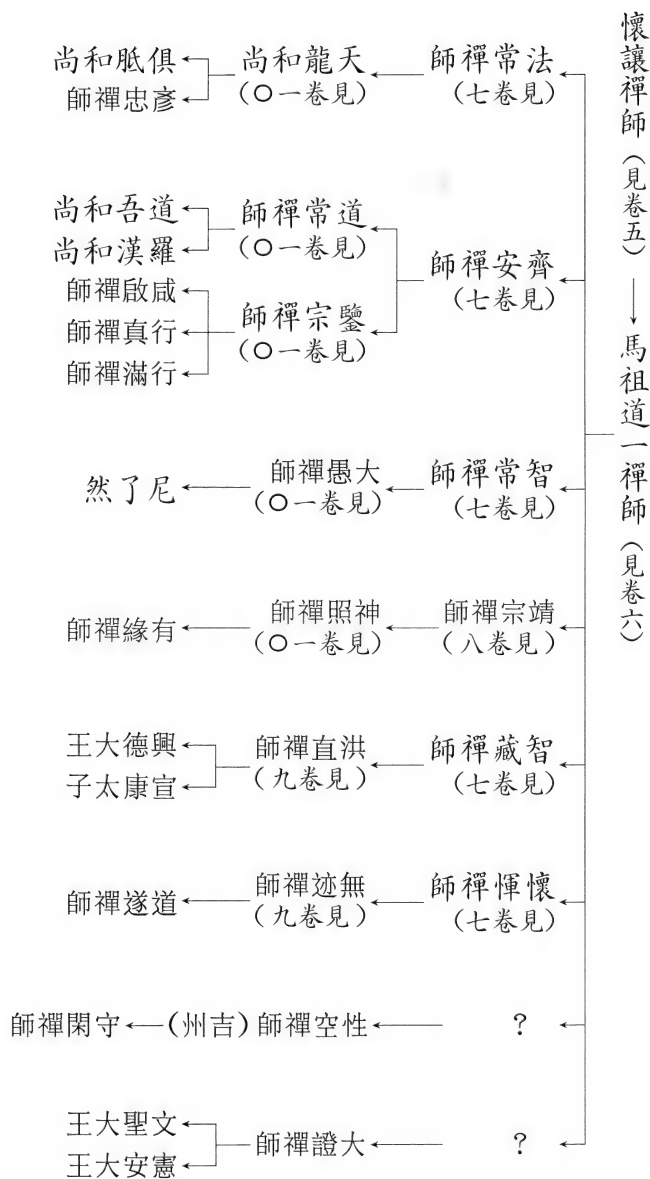 懷讓禪師（見卷五）→馬祖道一禪師（見卷六）
法常禪師
（見卷七）
天龍和尚
（見卷一〇）
俱胝和尚
彥忠禪師
齊安禪師
（見卷七）
道常禪師
（見卷一〇）
道吾和尚
羅漢和尚
鑒宗禪師
（見卷一〇）
咸啟禪師
行真禪師
行滿禪師
智常禪師
（見卷七）
大愚禪師
（見卷一〇）
尼了然
靖宗禪師
（見卷八）
神照禪師
（見卷一〇）
有緣禪師
智藏禪師
（見卷七）
洪直禪師
（見卷九）
興德大王
宣康太子
懷惲禪師
（見卷七）
無迹禪師
（見卷九）
道遂禪師
？
性空禪師（吉州）
守閑禪師
？
大證禪師
文聖大王
憲安大王